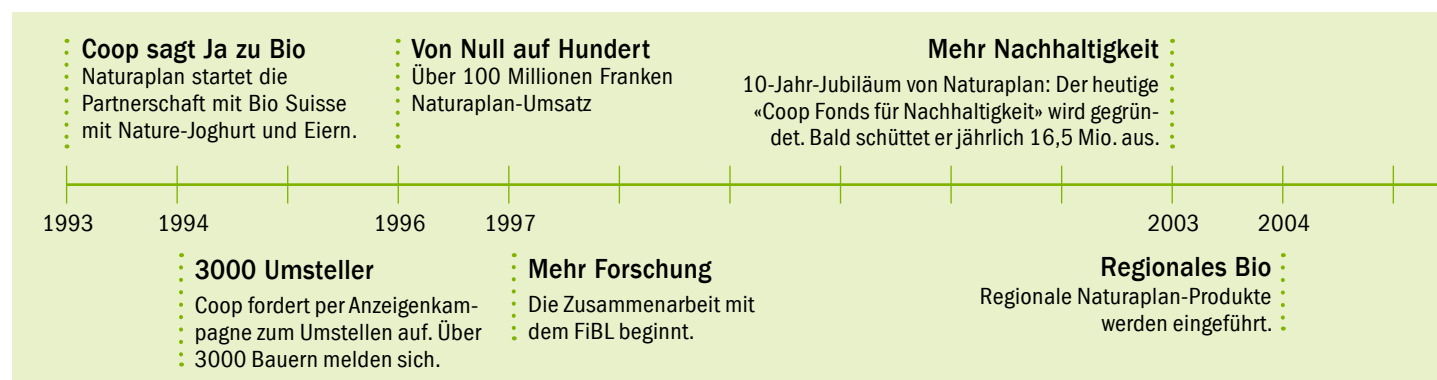 Coop sagt Ja zu Bio
Naturaplan startet die
Partnerschaft mit Bio Suisse
mit Nature-Joghurt und Eiern.
Von Null auf Hundert
Über 100 Millionen Franken
Naturaplan-Umsatz
Mehr Nachhaltigkeit
10-Jahr-Jubiläum von Naturaplan: Der heutige
«Coop Fonds für Nachhaltigkeit» wird gegrün-
det. Bald schüttet er jährlich 16,5 Mio. aus.
1993
1994
1996
1997
2003
2004
3000 Umsteller
Coop fordert per Anzeigenkam-
pagne zum Umstellen auf. Über
3000 Bauern melden sich.
Mehr Forschung
Die Zusammenarbeit mit
dem FiBL beginnt.
Regionales Bio
Regionale Naturaplan-Produkte
werden eingeführt.